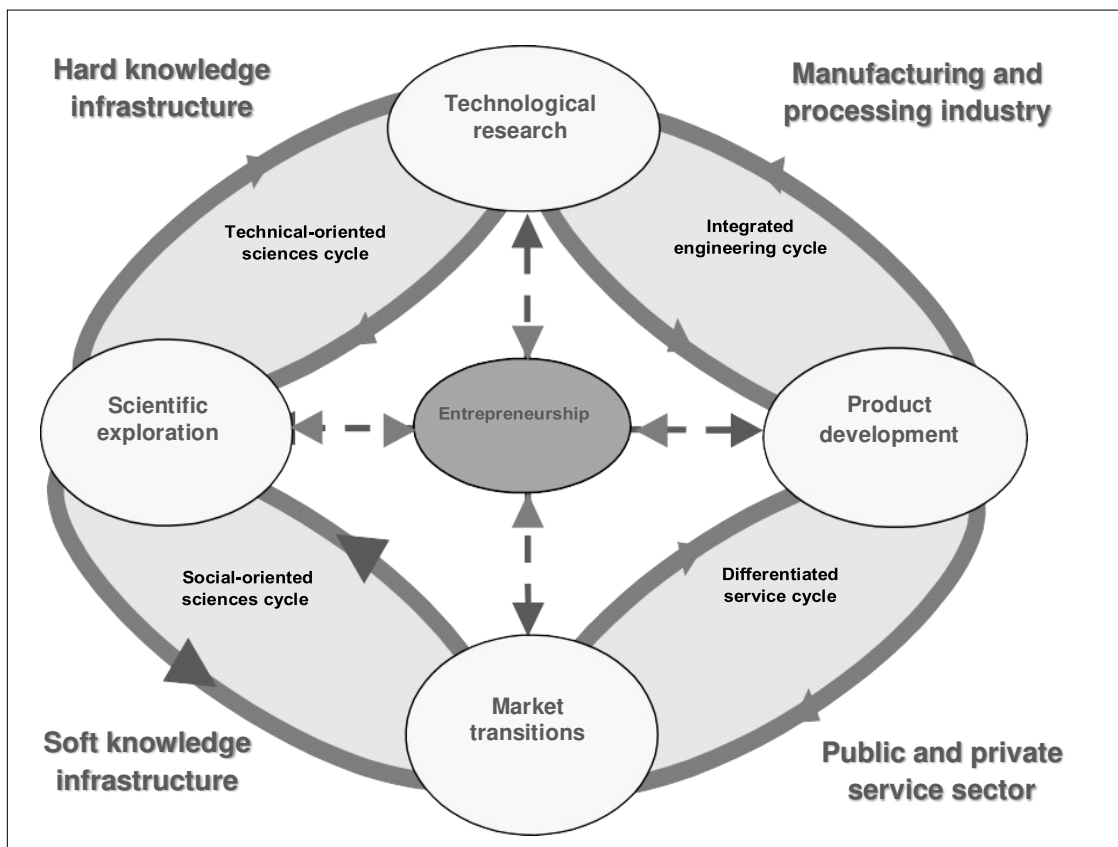 Hard knowledge
infrastructure
Technological
research
Manufacturing and
processing industry
Technical-oriented
sciences cycle
Integrated
engineering cycle
Scientific
exploration
Entrepreneurship
Product
development
Social-oriented
sciences cycle
Differentiated
service cycle
Market
transitions
Soft knowledge
infrastructure
Public and private
service sector